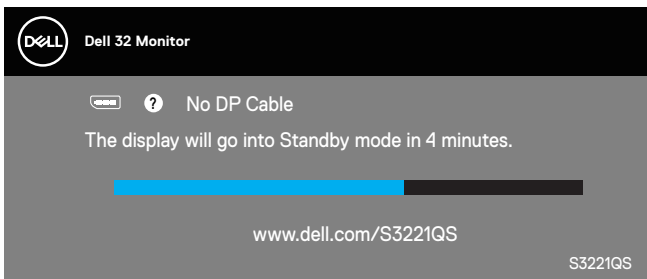 DELL
Dell 32 Monitor
? No DP Cable
The display will go into Standby mode in 4 minutes.
www.dell.com/S3221QS
S3221QS